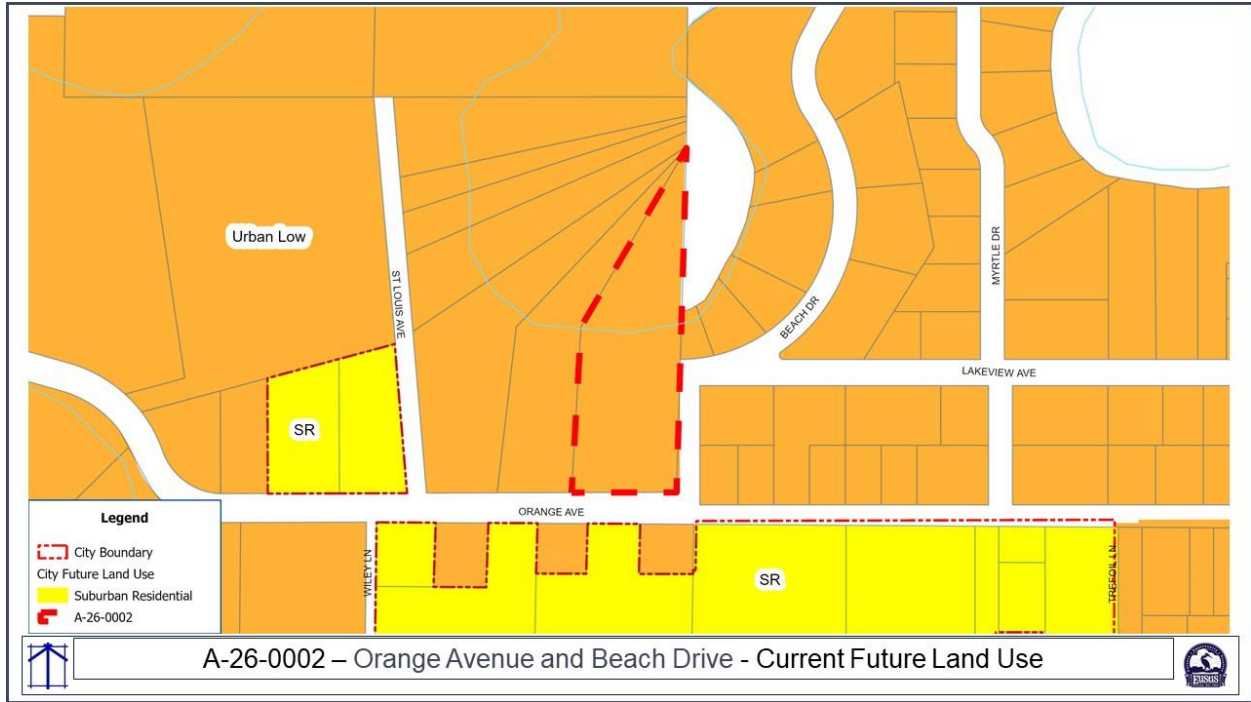 Urban Low
ST LOUIS AVE
BEACH DR
MYRTLE DR
LAKEVIEW AVE
SR
ORANGE AVE
WILEY LN
SR
TREFOIL LN
Legend
City Boundary
City Future Land Use
Suburban Residential
A-26-0002
A-26-0002 – Orange Avenue and Beach Drive - Current Future Land Use
EUSTIS